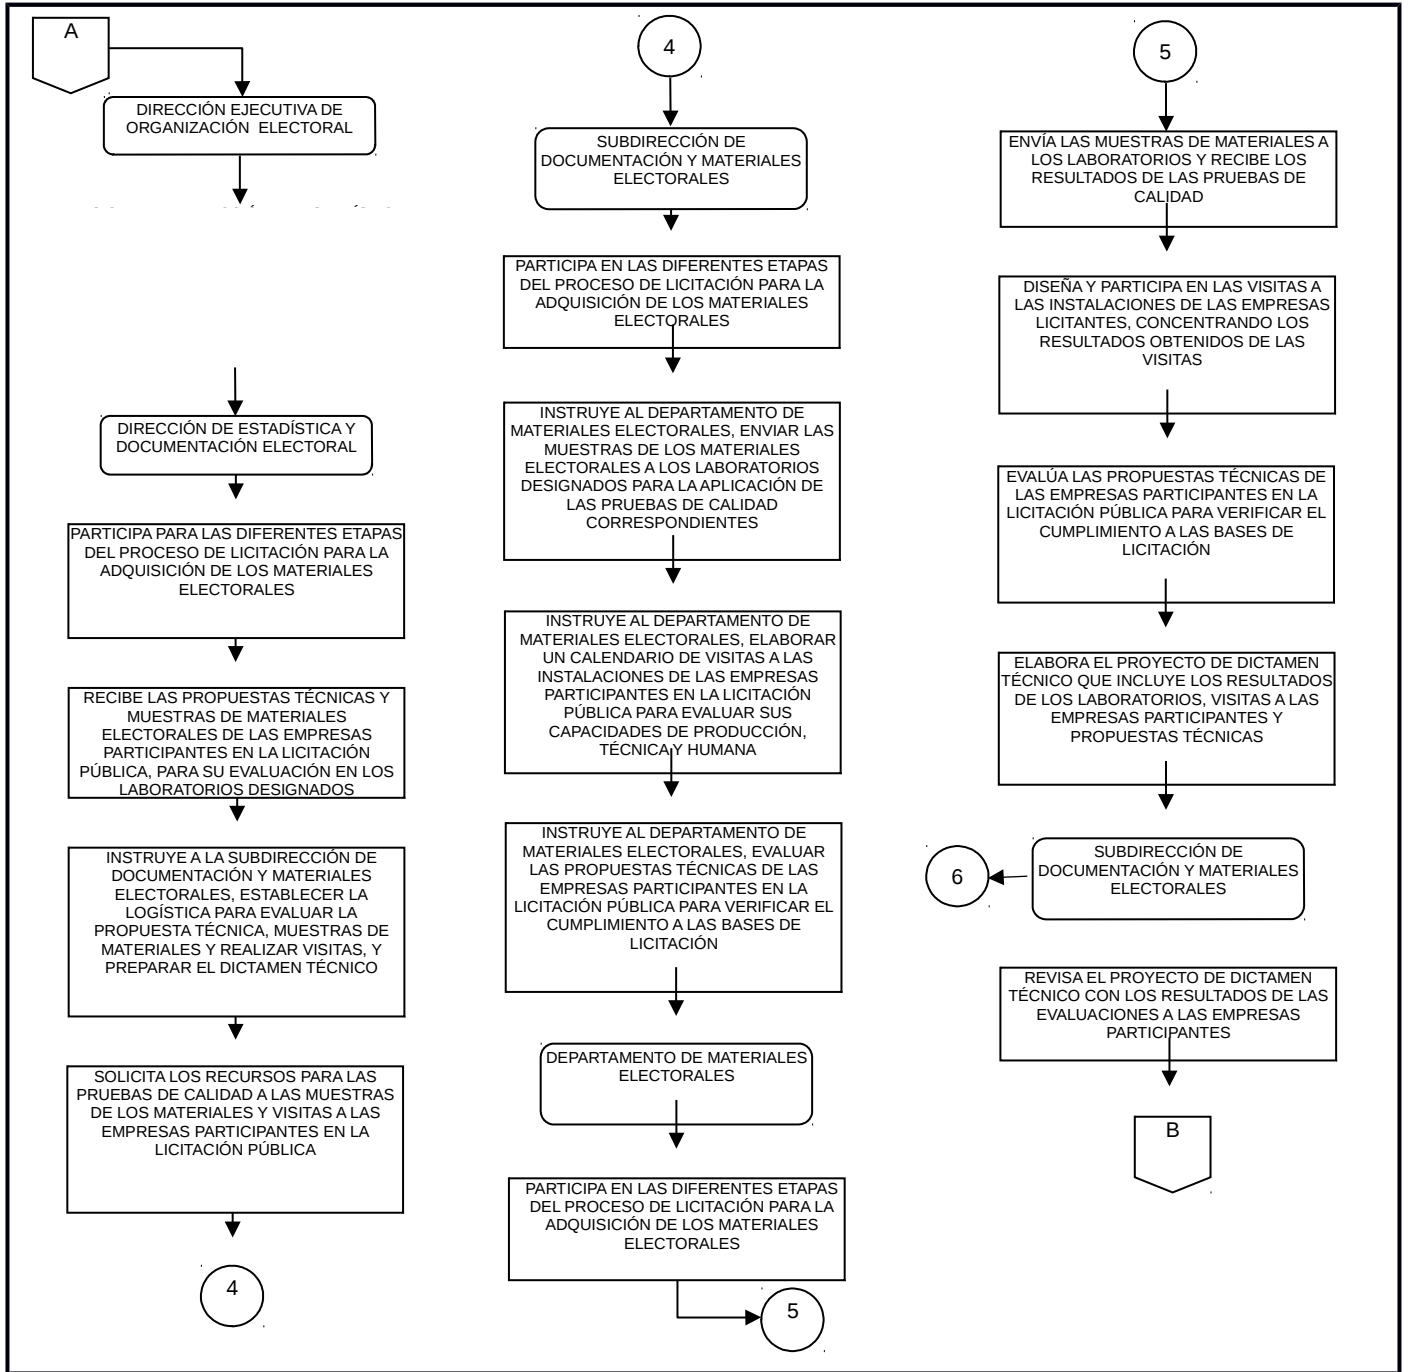 A
DIRECCIÓN EJECUTIVA DE
ORGANIZACIÓN ELECTORAL
DIRECCIÓN DE ESTADÍSTICA Y
DOCUMENTACIÓN ELECTORAL
PARTICIPA PARA LAS DIFERENTES ETAPAS
DEL PROCESO DE LICITACIÓN PARA LA
ADQUISICIÓN DE LOS MATERIALES
ELECTORALES
RECIBE LAS PROPUESTAS TÉCNICAS Y
MUESTRAS DE MATERIALES
ELECTORALES DE LAS EMPRESAS
PARTICIPANTES EN LA LICITACIÓN
PÚBLICA, PARA SU EVALUACIÓN EN LOS
LABORATORIOS DESIGNADOS
INSTRUYE A LA SUBDIRECCIÓN DE
DOCUMENTACIÓN Y MATERIALES
ELECTORALES, ESTABLECER LA
LOGÍSTICA PARA EVALUAR LA
PROPUESTA TÉCNICA, MUESTRAS DE
MATERIALES Y REALIZAR VISITAS, Y
PREPARAR EL DICTAMEN TÉCNICO
SOLICITA LOS RECURSOS PARA LAS
PRUEBAS DE CALIDAD A LAS MUESTRAS
DE LOS MATERIALES Y VISITAS A LAS
EMPRESAS PARTICIPANTES EN LA
LICITACIÓN PÚBLICA
4
4
SUBDIRECCIÓN DE
DOCUMENTACIÓN Y MATERIALES
ELECTORALES
PARTICIPA EN LAS DIFERENTES ETAPAS
DEL PROCESO DE LICITACIÓN PARA LA
ADQUISICIÓN DE LOS MATERIALES
ELECTORALES
INSTRUYE AL DEPARTAMENTO DE
MATERIALES ELECTORALES, ENVIAR LAS
MUESTRAS DE LOS MATERIALES
ELECTORALES A LOS LABORATORIOS
DESIGNADOS PARA LA APLICACIÓN DE
LAS PRUEBAS DE CALIDAD
CORRESPONDIENTES
INSTRUYE AL DEPARTAMENTO DE
MATERIALES ELECTORALES, ELABORAR
UN CALENDARIO DE VISITAS A LAS
INSTALACIONES DE LAS EMPRESAS
PARTICIPANTES EN LA LICITACIÓN
PÚBLICA PARA EVALUAR SUS
CAPACIDADES DE PRODUCCIÓN,
TÉCNICA Y HUMANA
INSTRUYE AL DEPARTAMENTO DE
MATERIALES ELECTORALES, EVALUAR
LAS PROPUESTAS TÉCNICAS DE LAS
EMPRESAS PARTICIPANTES EN LA
LICITACIÓN PÚBLICA PARA VERIFICAR EL
CUMPLIMIENTO A LAS BASES DE
LICITACIÓN
DEPARTAMENTO DE MATERIALES
ELECTORALES
PARTICIPA EN LAS DIFERENTES ETAPAS
DEL PROCESO DE LICITACIÓN PARA LA
ADQUISICIÓN DE LOS MATERIALES
ELECTORALES
5
5
ENVÍA LAS MUESTRAS DE MATERIALES A
LOS LABORATORIOS Y RECIBE LOS
RESULTADOS DE LAS PRUEBAS DE
CALIDAD
DISEÑA Y PARTICIPA EN LAS VISITAS A
LAS INSTALACIONES DE LAS EMPRESAS
LICITANTES, CONCENTRANDO LOS
RESULTADOS OBTENIDOS DE LAS
VISITAS
EVALÚA LAS PROPUESTAS TÉCNICAS DE
LAS EMPRESAS PARTICIPANTES EN LA
LICITACIÓN PÚBLICA PARA VERIFICAR EL
CUMPLIMIENTO A LAS BASES DE
LICITACIÓN
ELABORA EL PROYECTO DE DICTAMEN
TÉCNICO QUE INCLUYE LOS RESULTADOS
DE LOS LABORATORIOS, VISITAS A LAS
EMPRESAS PARTICIPANTES Y
PROPUESTAS TÉCNICAS
SUBDIRECCIÓN DE
DOCUMENTACIÓN Y MATERIALES
ELECTORALES
6
REVISA EL PROYECTO DE DICTAMEN
TÉCNICO CON LOS RESULTADOS DE LAS
EVALUACIONES A LAS EMPRESAS
PARTICIPANTES
B